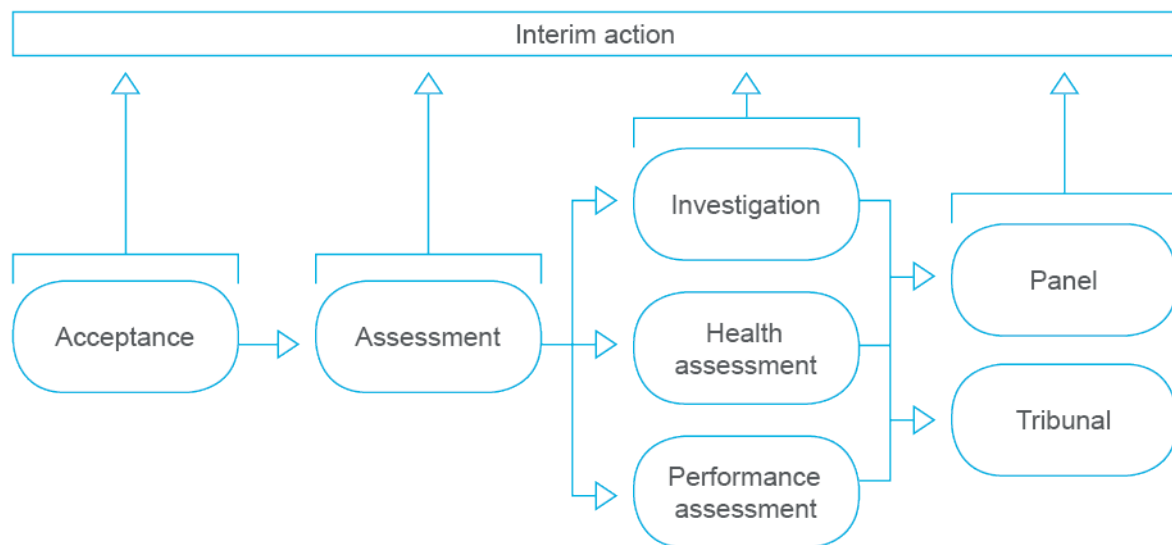 Interim action
Acceptance
Assessment
Investigation
Health
assessment
Performance
assessment
Panel
Tribunal